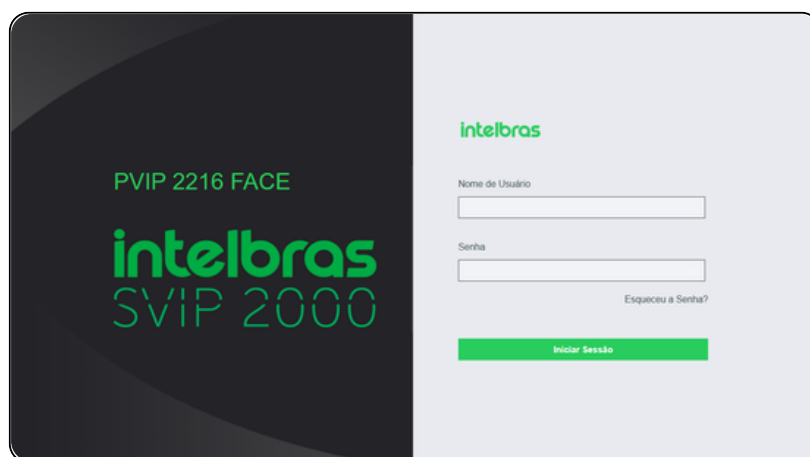 PVIP 2216 FACE
intelbras
SVIP 2000
intelbras
Nome de Usuário
Senha
Esqueceu a Senha?
Iniciar Sessão